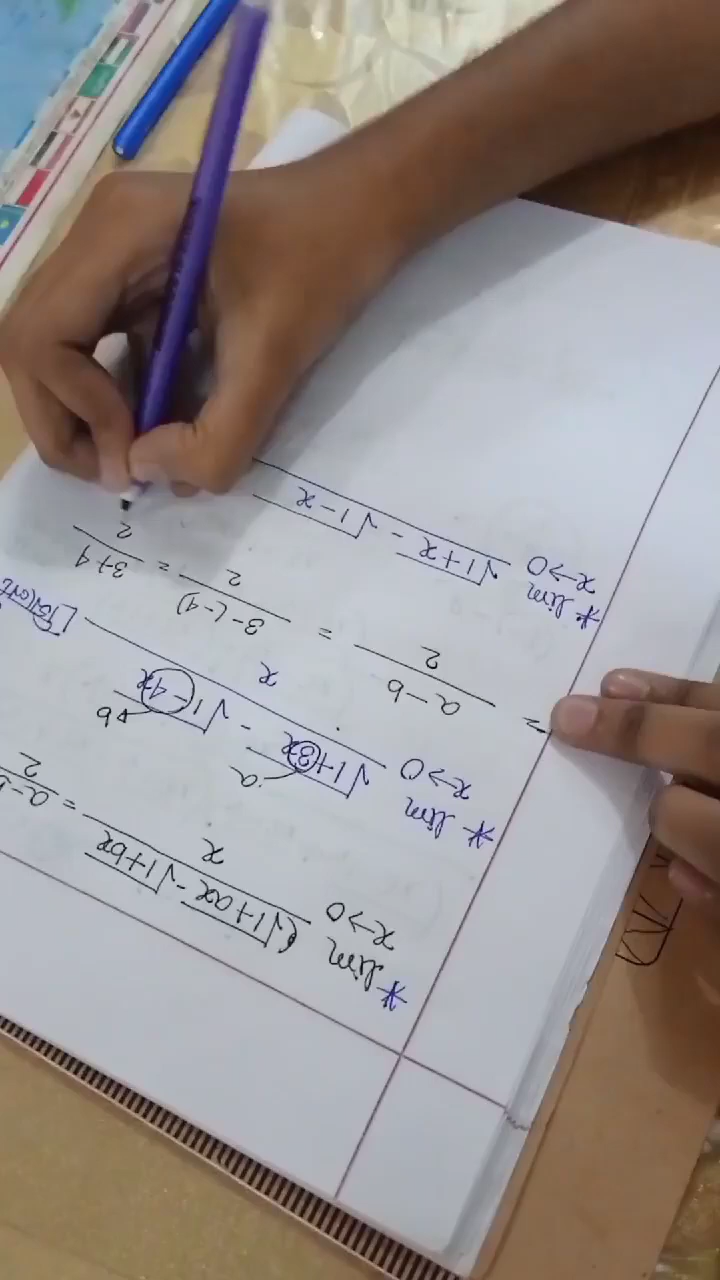 * lim x→0 (√1+ax - √1+bx / x = a-b / 2
* lim x→0 √1+3x - √1-4x / x
a b
= a-b / 2 = 3-(-4) / 2 = 3+4 / 2
* lim x→0 √1+x - √1-x